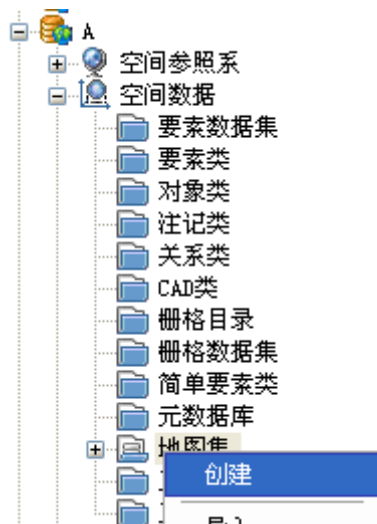 A
空间参照系
空间数据
要素数据集
要素类
对象类
注记类
关系类
CAD类
栅格目录
栅格数据集
简单要素类
元数据库
地图集
创建